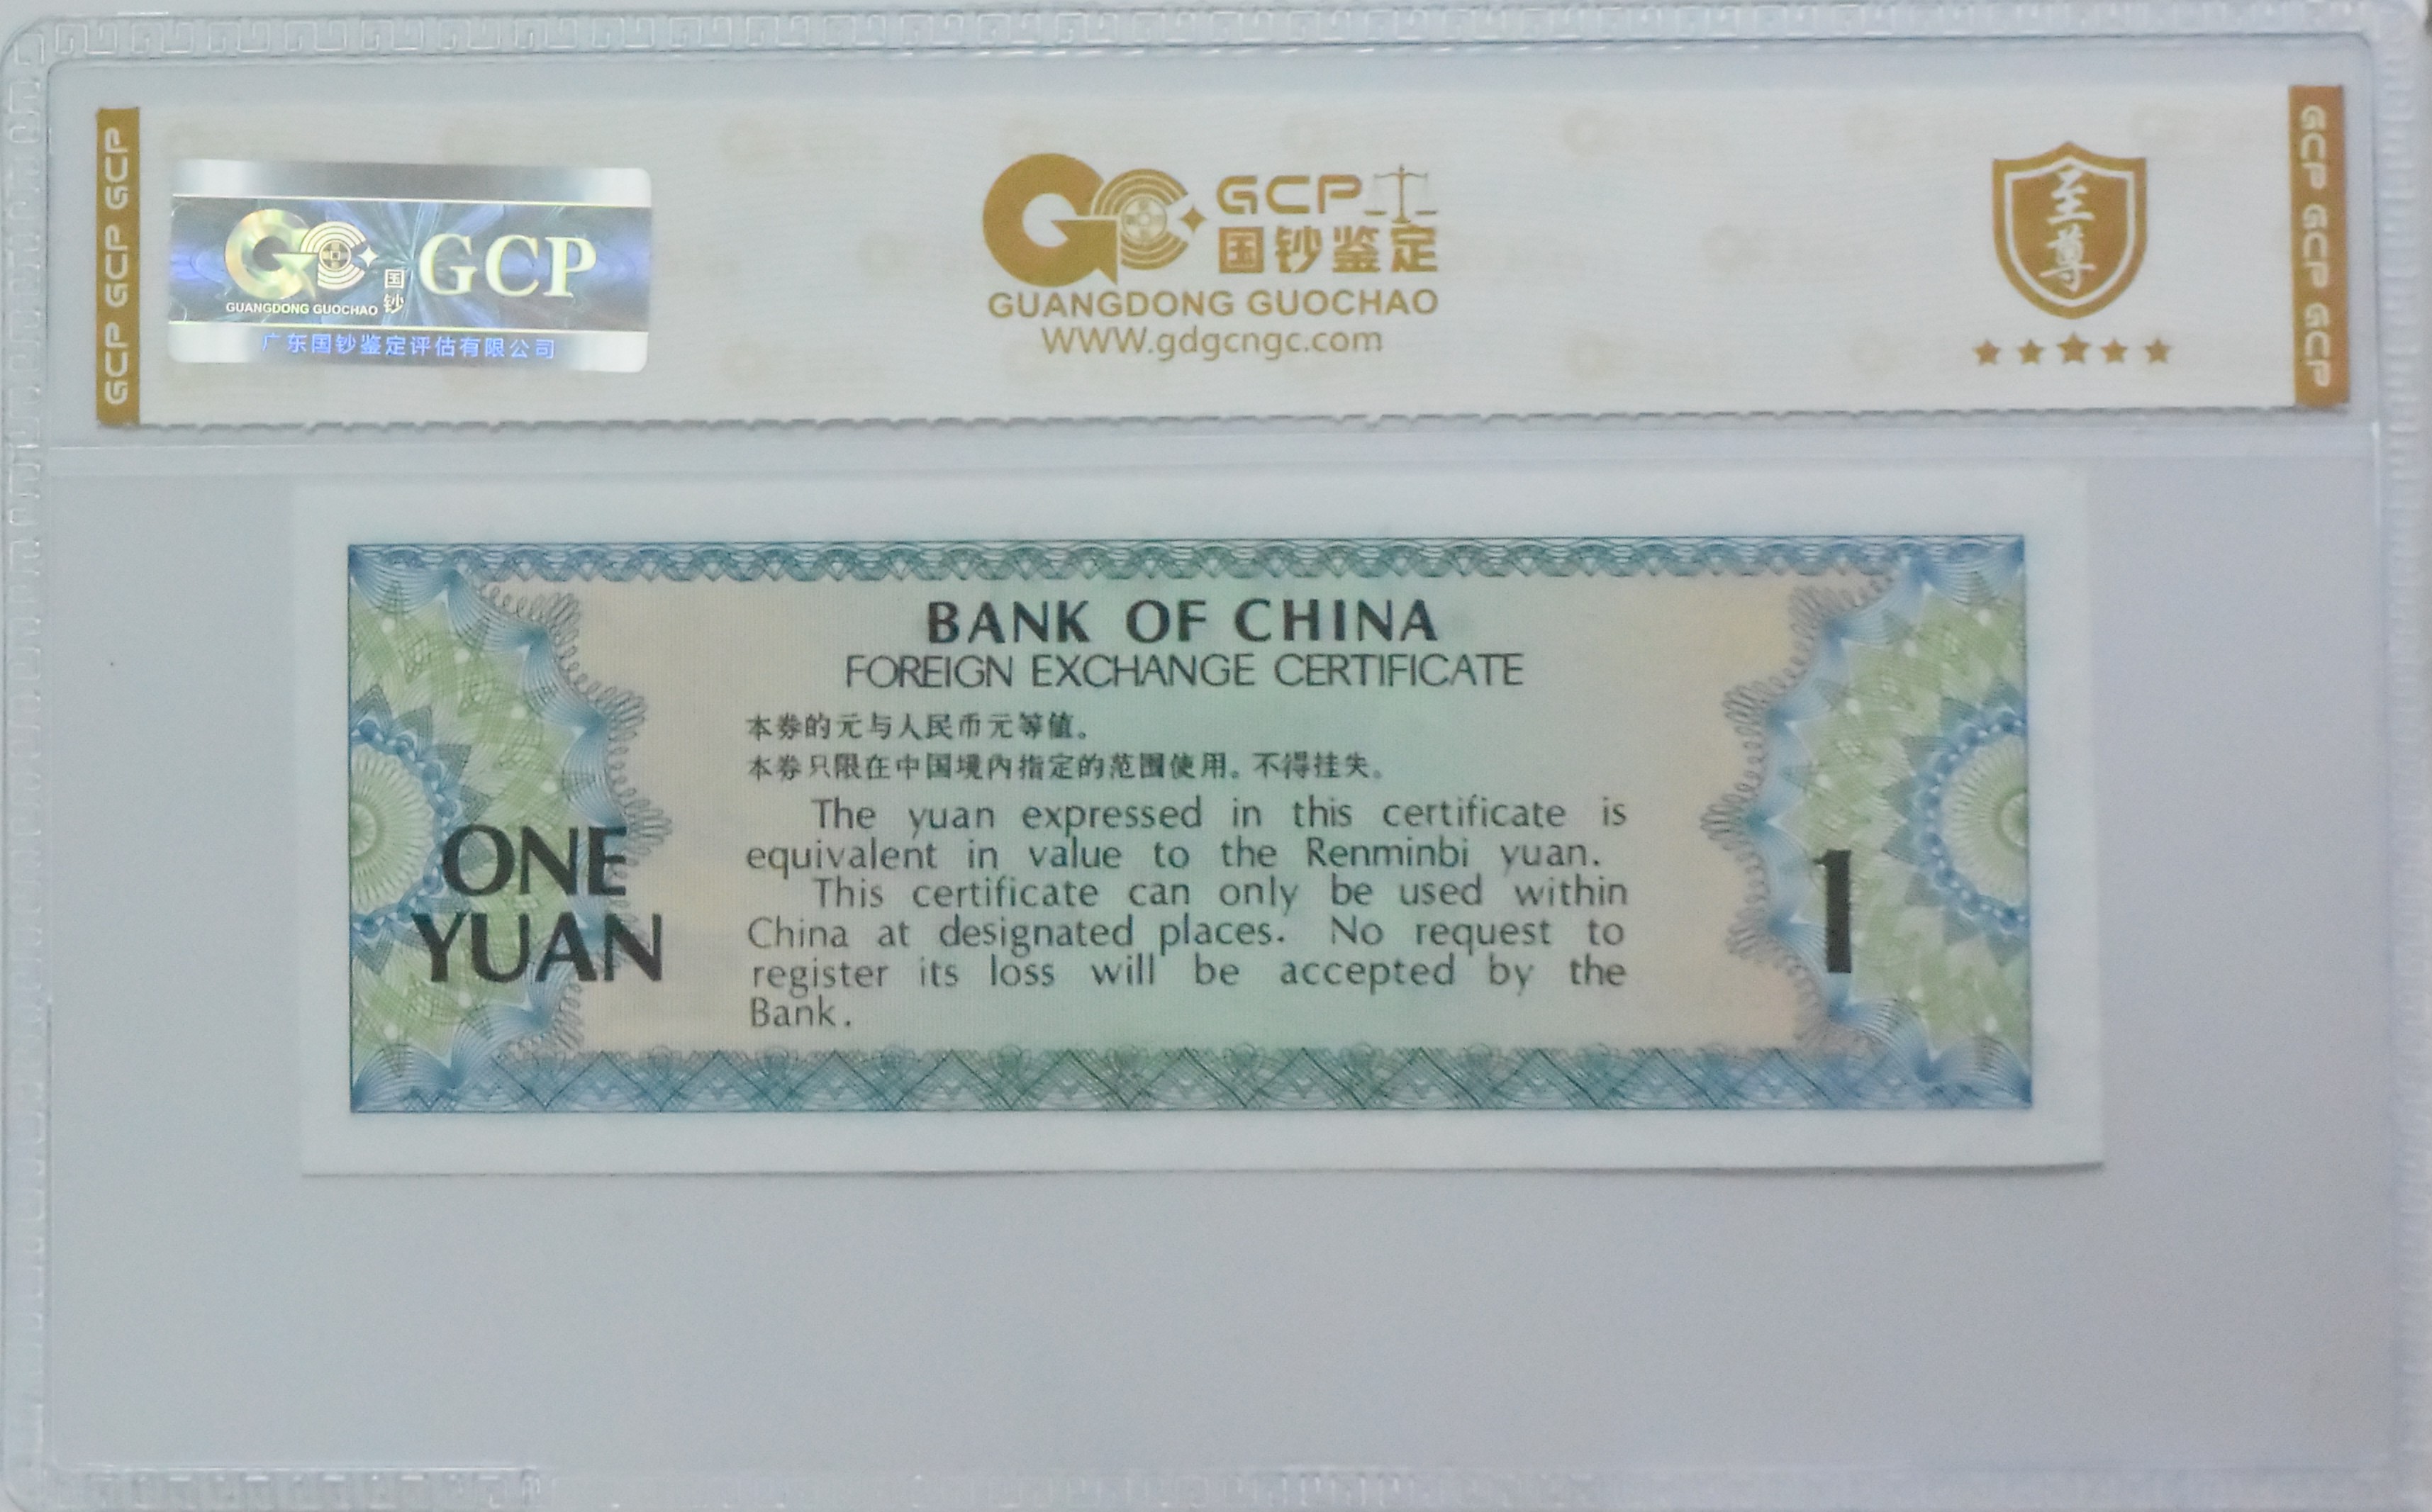 GCP GCP GCP
GCP
国钞
GUANGDONG GUOCHAO
广东国钞鉴定评估有限公司
GCP
国钞鉴定
GUANGDONG GUOCHAO
WWW.gdgcngc.com
至尊
GCP GCP GCP
BANK OF CHINA
FOREIGN EXCHANGE CERTIFICATE
本券的元与人民币元等值。
本券只限在中国境内指定的范围使用。不得挂失。
The yuan expressed in this certificate is
equivalent in value to the Renminbi yuan.
This certificate can only be used within
China at designated places. No request to
register its loss will be accepted by the
Bank.
ONE
YUAN
1